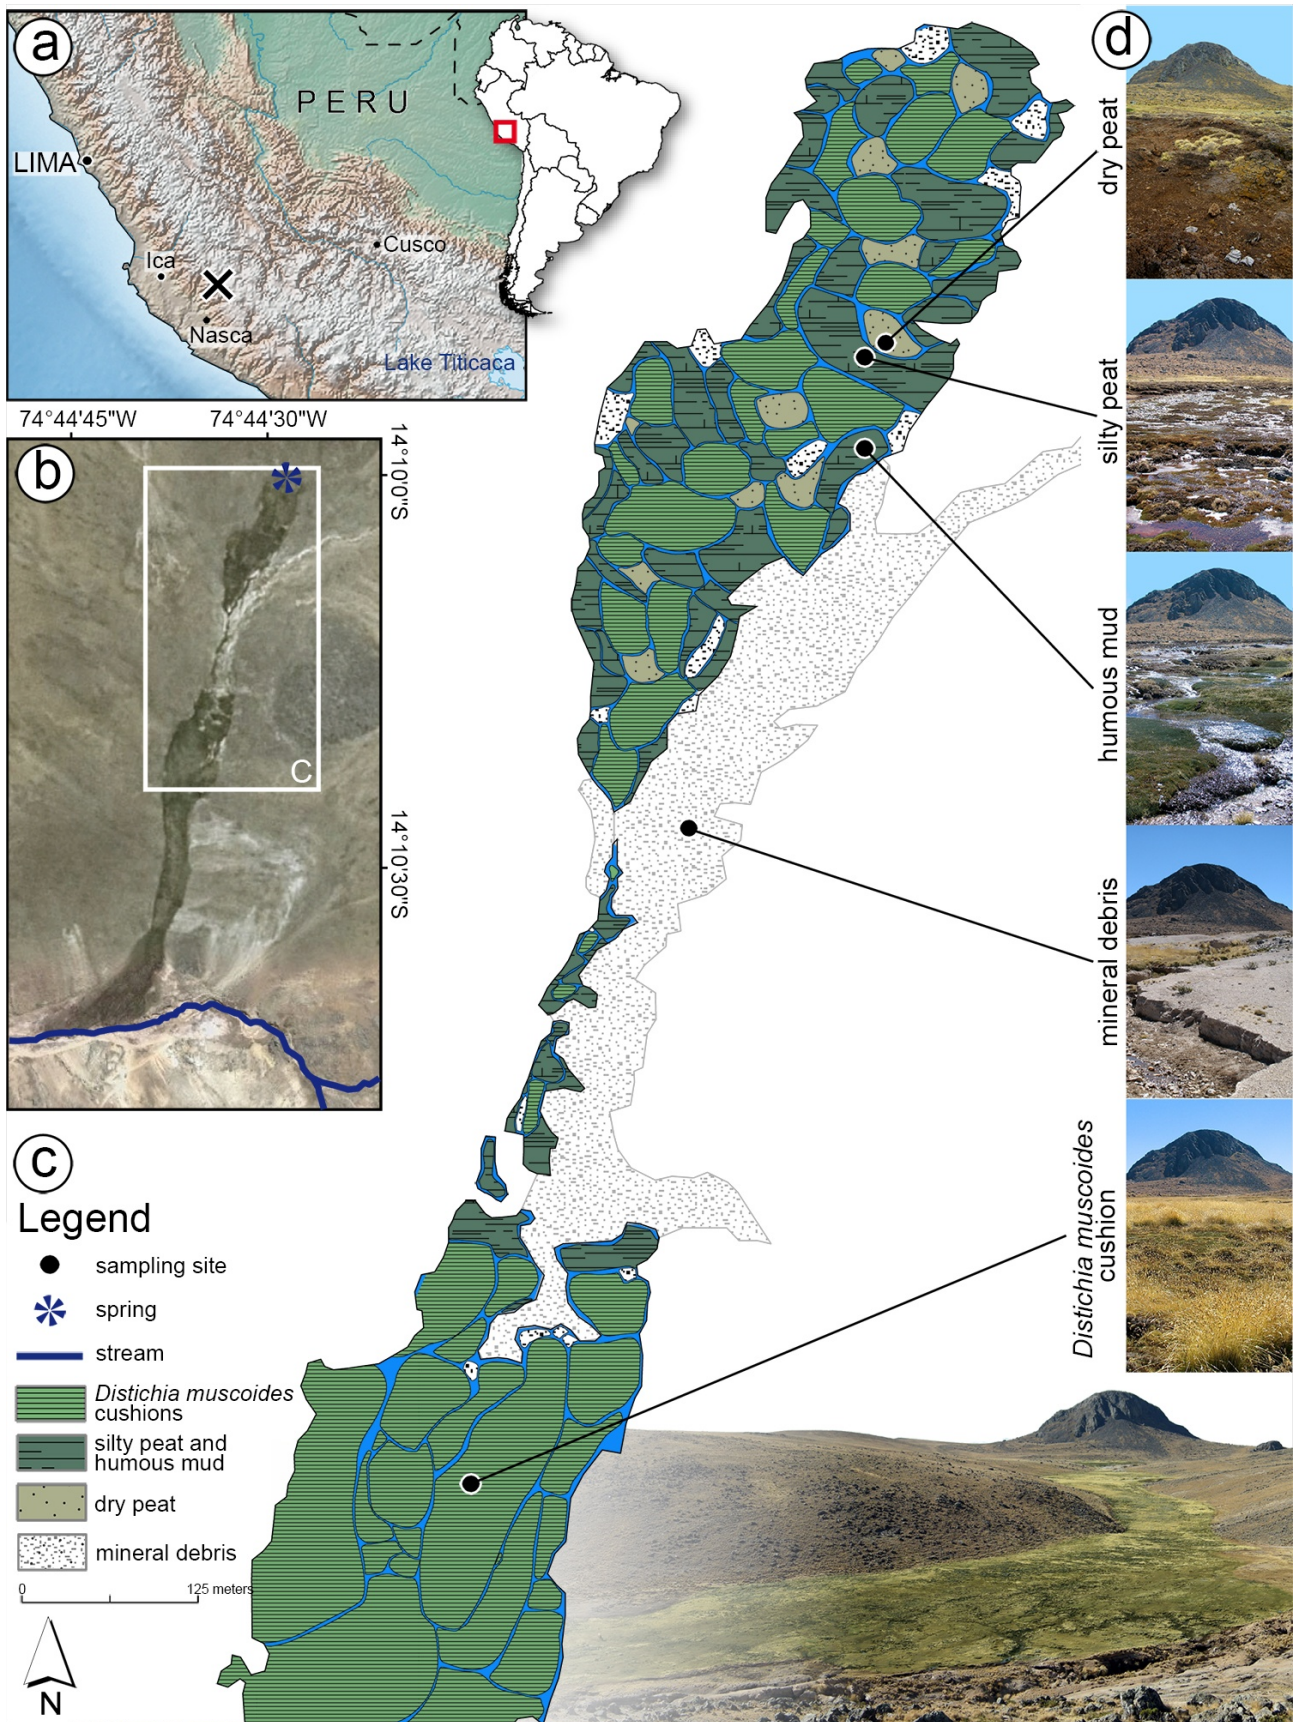 a
PERU
LIMA
Cusco
Ica
Nasca
Lake Titicaca
74°44'45"W
74°44'30"W
b
14°10'0"S
C
14°10'30"S
c
Legend
sampling site
spring
stream
Distichia muscoides
cushions
silty peat and
humous mud
dry peat
mineral debris
0
125 meters
N
d
dry peat
silty peat
humous mud
mineral debris
Distichia muscoides
cushion